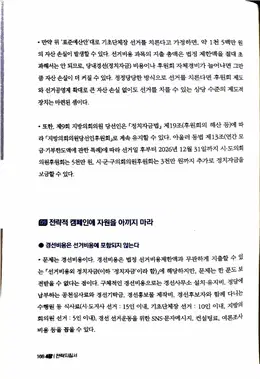 • 만약 위 '표준예산안'대로 기초단체장 선거를 치른다고 가정하면, 약 1천 5백만 원
의 자산 손실이 발생할 수 있다. 선거비용 과목의 지출 총액은 법정 제한액을 절대 초
과해서는 안 되므로, 당내경선(정치자금) 비용이나 후원회 자체경비가 늘어나면 그만
큼 자산 손실이 더 커질 수 있다. 정정당당한 방식으로 선거를 치른다면 후원회 제도
와 선거공영제 확대로 큰 자산 손실 없이도 선거를 치를 수 있는 상당 수준의 제도적
장치는 마련된 셈이다.
• 또한, 제9회 지방의회의원 당선인은 「정치자금법」 제19조(후원회의 해산 등)에 따
라 「지방의회의원당선인후원회」로 계속 유지할 수 있다. 아울러 동법 제13조(연간 모
금·기부한도액에 관한 특례)에 따라 선거일 후부터 2026년 12월 31일까지 시·도의회
의원후원회는 5천만 원, 시·군·구의회의원후원회는 3천만 원까지 추가로 정치자금을
모금할 수 있다.
전략적 캠페인에 자원을 아끼지 마라
● 경선비용은 선거비용에 포함되지 않는다
• 문제는 경선비용이다. 경선비용은 법정 선거비용제한액과 무관하게 지출할 수 있
는 「선거비용외 정치자금(이하 '정치자금'이라 함)」에 해당하지만, 문제는 한 푼도 보
전받을 수 없다는 점이다. 구체적인 경선비용으로는 경선사무소 설치·유지비, 정당에
납부하는 공천심사료와 경선기탁금, 경선홍보물 제작비, 경선후보자와 함께 다니는
수행원 등 식사료(시·도지사 선거 : 15인 이내, 기초단체장 선거 : 10인 이내, 지방의
회의원 선거 : 5인 이내), 경선 선거운동을 위한 SNS·문자메시지, 컨설팅료, 여론조사
비용 등을 꼽을 수 있다.